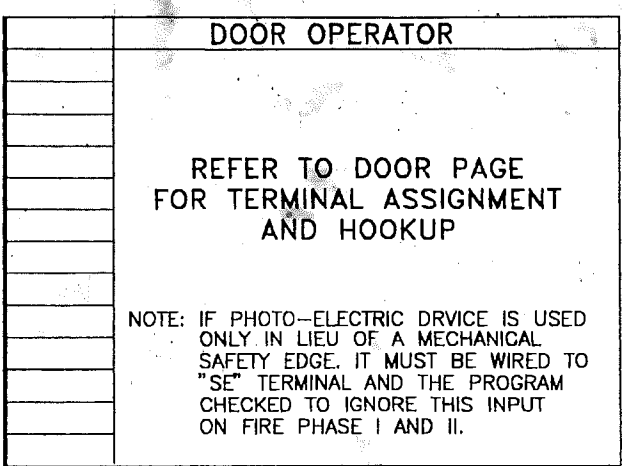 DOOR OPERATOR
REFER TO DOOR PAGE
FOR TERMINAL ASSIGNMENT
AND HOOKUP
NOTE: IF PHOTO-ELECTRIC DRVICE IS USED
ONLY IN LIEU OF A MECHANICAL
SAFETY EDGE. IT MUST BE WIRED TO
"SE" TERMINAL AND THE PROGRAM
CHECKED TO IGNORE THIS INPUT
ON FIRE PHASE I AND II.